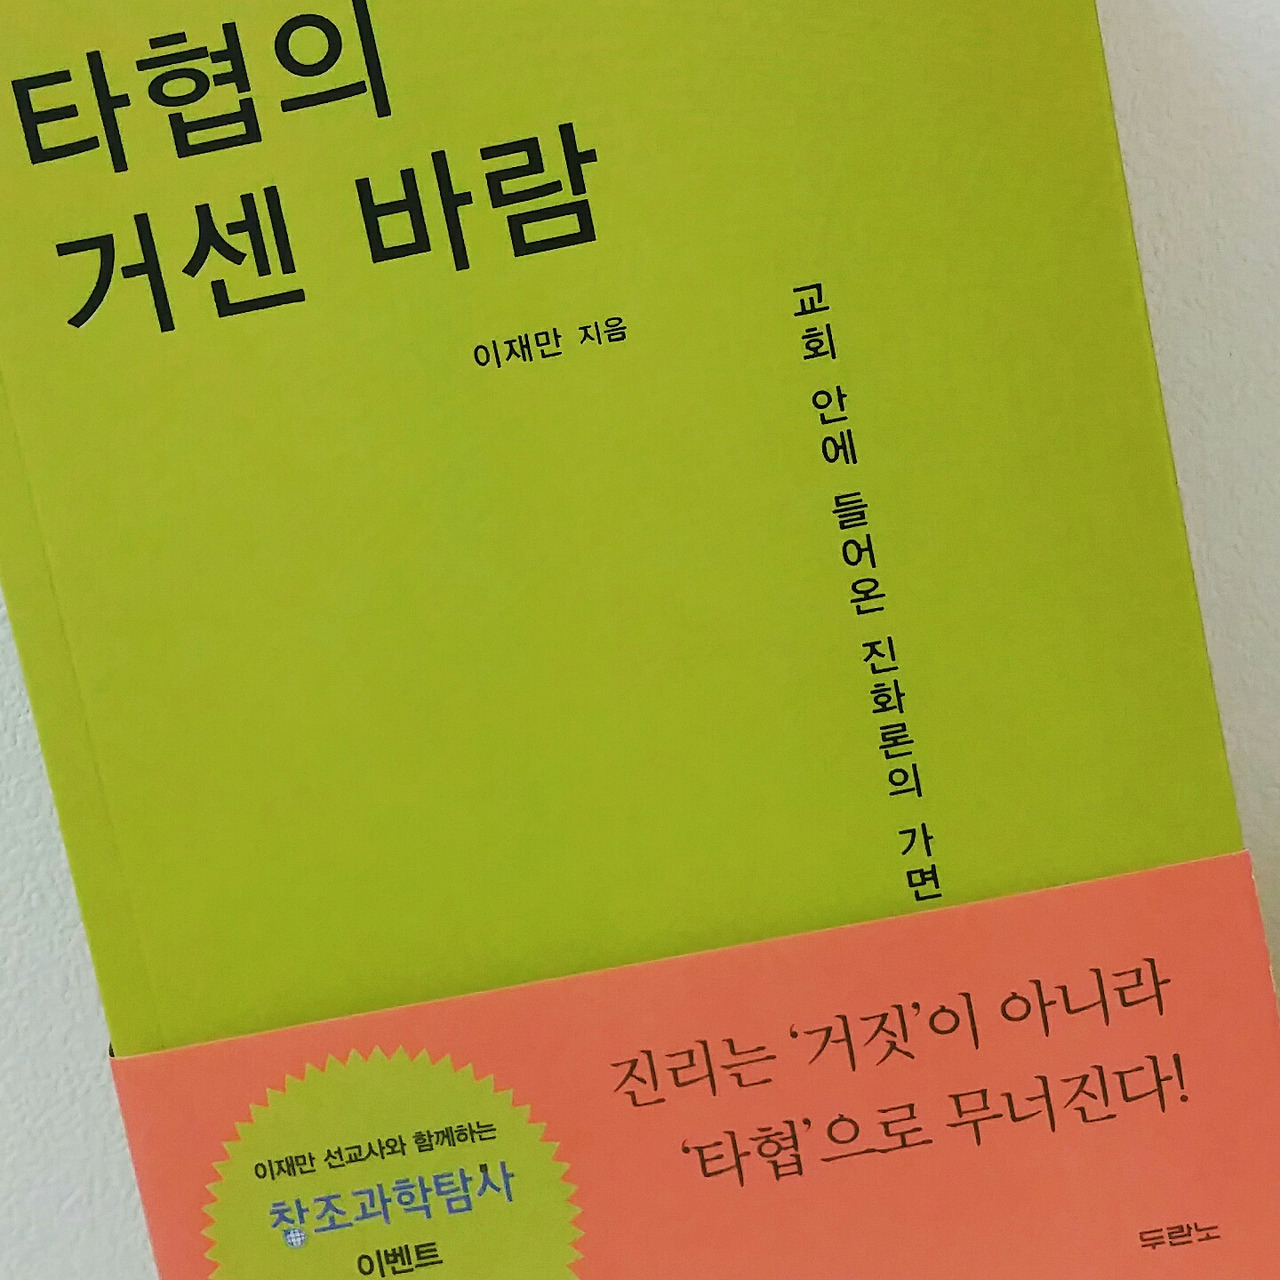 타협의
거센 바람
이재만 지음
교회 안에 들어온 진화론의 가면
진리는 ‘거짓’이 아니라
‘타협’으로 무너진다!
이재만 선교사와 함께하는
창조과학탐사
이벤트
두란노